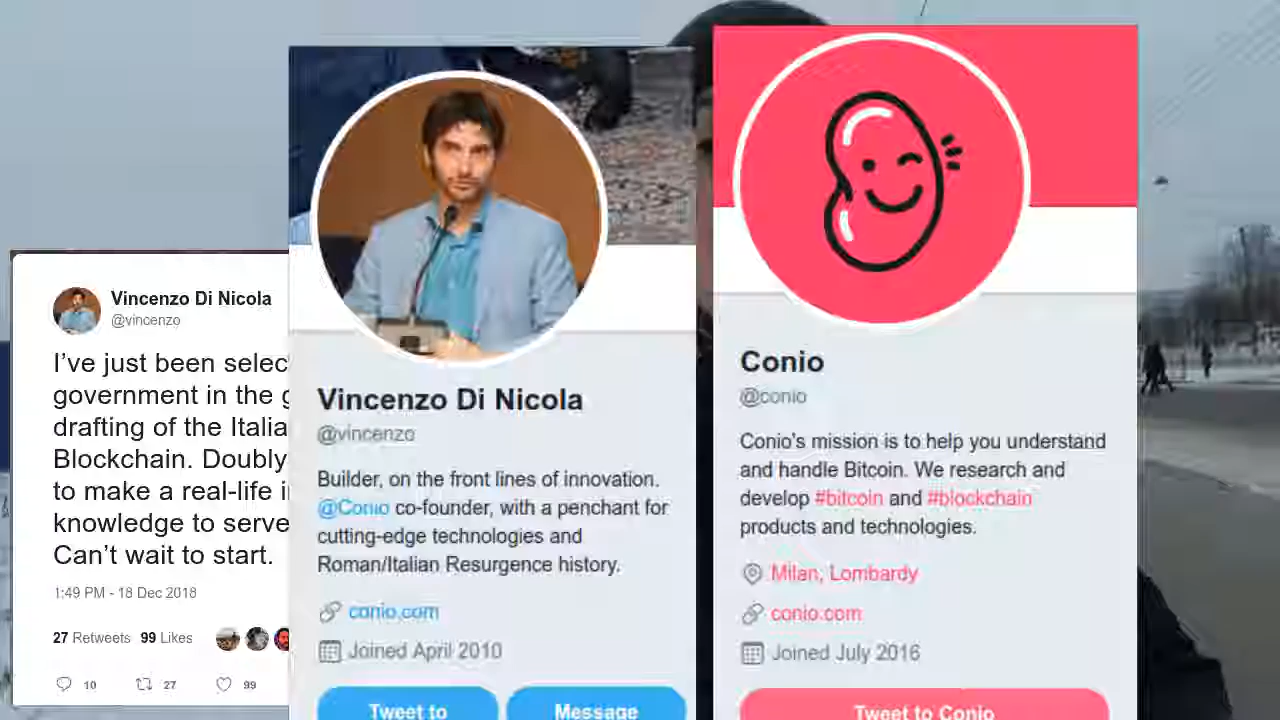 Vincenzo Di Nicola
@vincenzo
I've just been selec
government in the g
drafting of the Italia
Blockchain. Doubly
to make a real-life i
knowledge to serve
Can't wait to start.
1:49 PM - 18 Dec 2018
27 Retweets 99 Likes
10 27 99
Vincenzo Di Nicola
@vincenzo
Builder, on the front lines of innovation.
@Conio co-founder, with a penchant for
cutting-edge technologies and
Roman/Italian Resurgence history.
conio.com
Joined April 2010
Tweet to
Message
Conio
@conio
Conio's mission is to help you understand
and handle Bitcoin. We research and
develop #bitcoin and #blockchain
products and technologies.
Milan, Lombardy
conio.com
Joined July 2016
Tweet to Conio